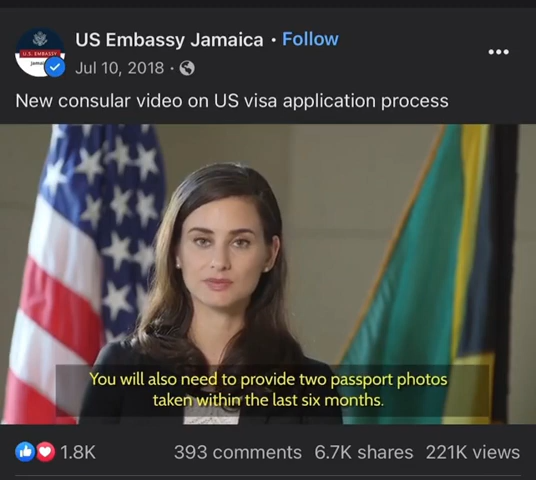 US Embassy Jamaica · Follow
U.S. EMBASSY
Jul 10, 2018 ·
New consular video on US visa application process
You will also need to provide two passport photos
taken within the last six months.
1.8K 393 comments 6.7K shares 221K views